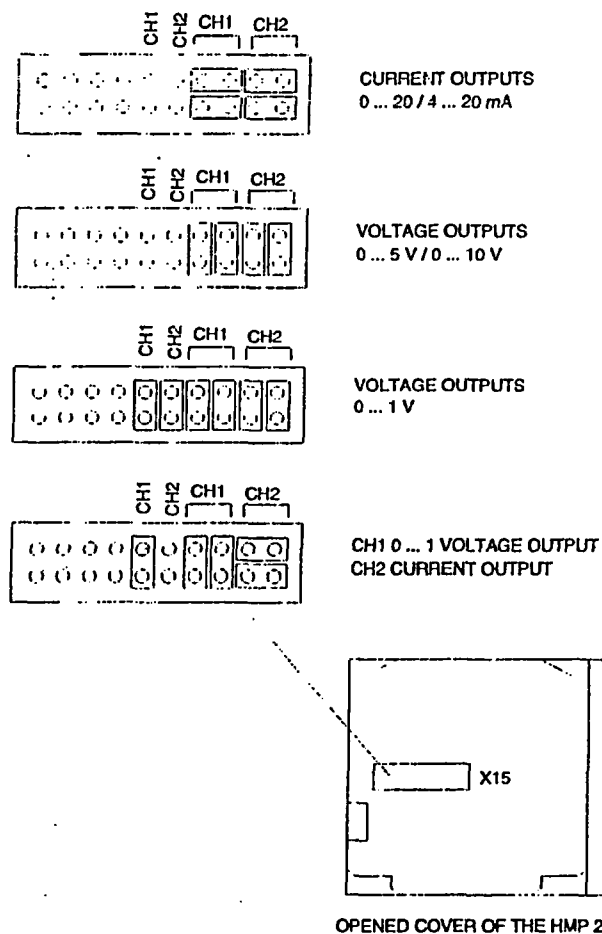 CH1 CH2 CH1 CH2
CURRENT OUTPUTS
0 ... 20 / 4 ... 20 mA
CH1 CH2 CH1 CH2
VOLTAGE OUTPUTS
0 ... 5 V / 0 ... 10 V
CH1 CH2 CH1 CH2
VOLTAGE OUTPUTS
0 ... 1 V
CH1 CH2 CH1 CH2
CH1 0 ... 1 VOLTAGE OUTPUT
CH2 CURRENT OUTPUT
X15
OPENED COVER OF THE HMP 2